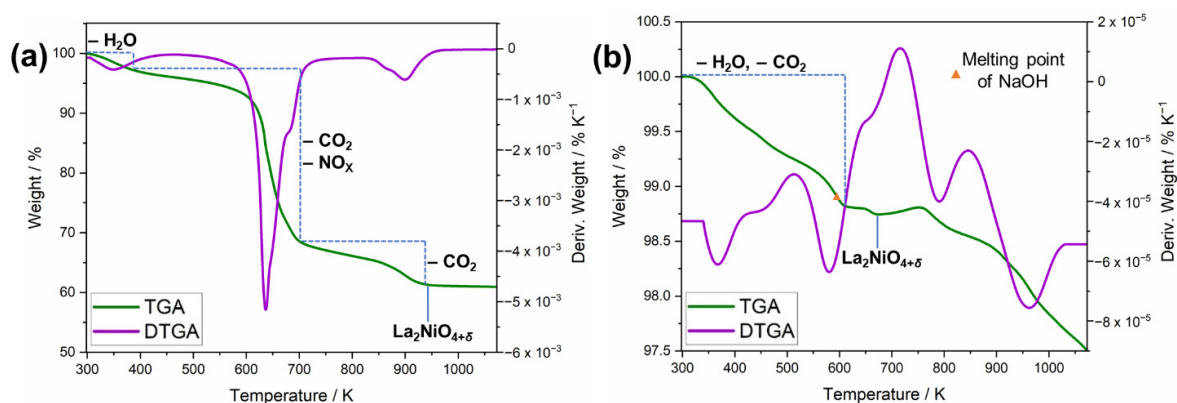 (a)
– H₂O
– CO₂
– NOₓ
– CO₂
La₂NiO₄₊δ
TGA
DTGA
Weight / %
100
90
80
70
60
50
300 400 500 600 700 800 900 1000
Temperature / K
0
-1 x 10⁻³
-2 x 10⁻³
-3 x 10⁻³
-4 x 10⁻³
-5 x 10⁻³
-6 x 10⁻³
Deriv. Weight / % K⁻¹
(b)
– H₂O, – CO₂
Melting point
of NaOH
La₂NiO₄₊δ
TGA
DTGA
Weight / %
100.5
100.0
99.5
99.0
98.5
98.0
97.5
300 400 500 600 700 800 900 1000
Temperature / K
2 x 10⁻⁵
0
-2 x 10⁻⁵
-4 x 10⁻⁵
-6 x 10⁻⁵
-8 x 10⁻⁵
Deriv. Weight / % K⁻¹